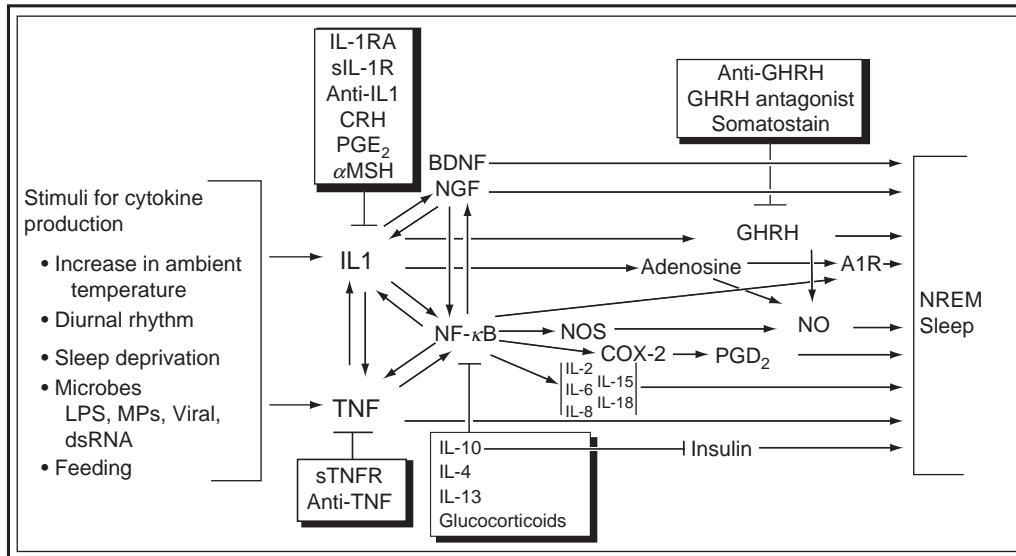 IL-1RA
sIL-1R
Anti-IL1
CRH
PGE2
αMSH
Anti-GHRH
GHRH antagonist
Somatostain
Stimuli for cytokine
production
• Increase in ambient
temperature
• Diurnal rhythm
• Sleep deprivation
• Microbes
LPS, MPs, Viral,
dsRNA
• Feeding
BDNF
NGF
IL1
GHRH
Adenosine
A1R
NF-κB
NOS
NO
COX-2
PGD2
IL-2
IL-6
IL-8
IL-15
IL-18
TNF
sTNFR
Anti-TNF
IL-10
IL-4
IL-13
Glucocorticoids
Insulin
NREM
Sleep